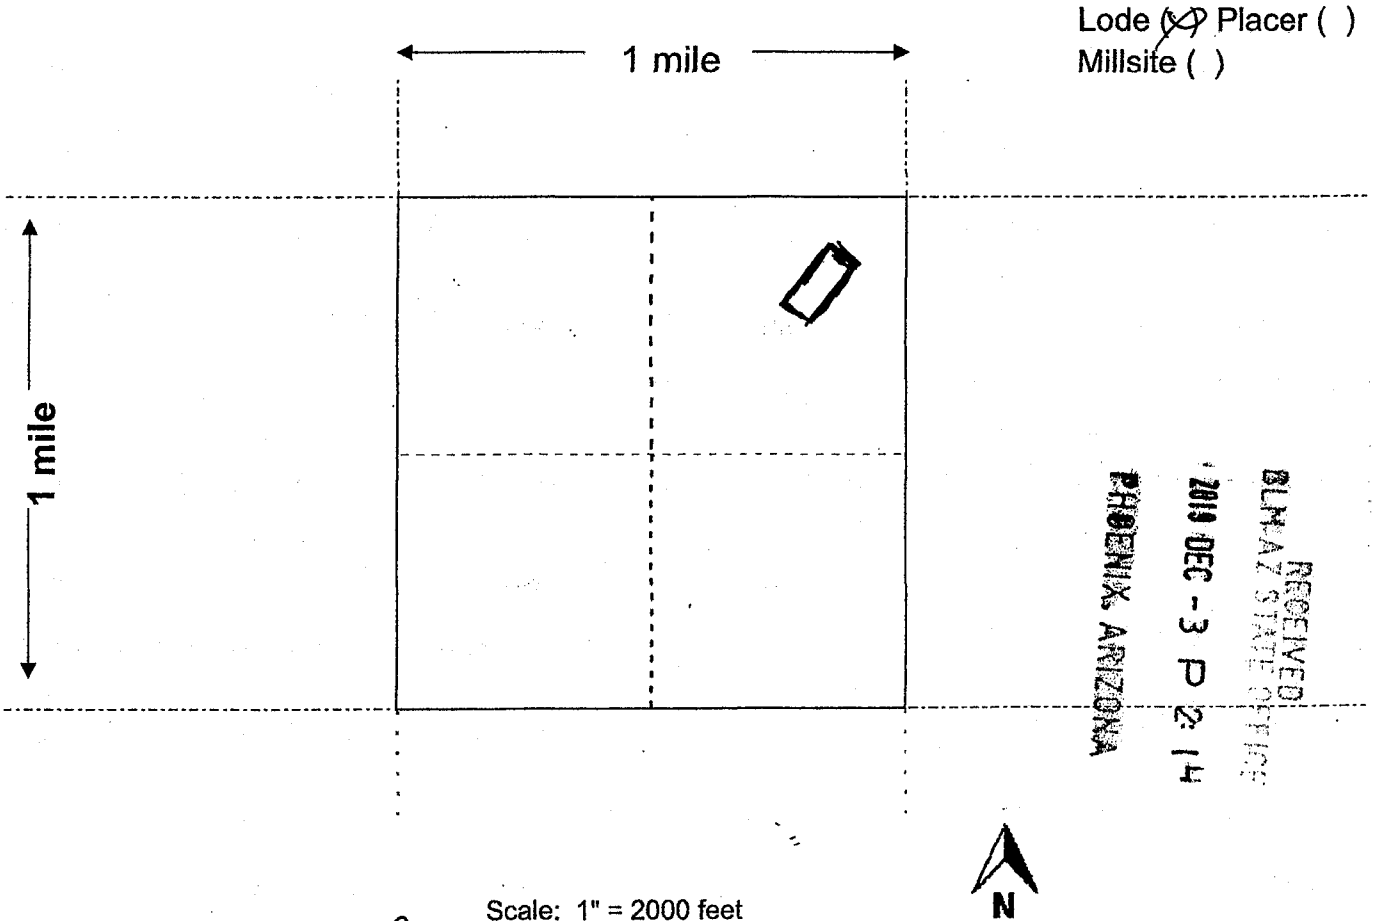 Lode (X) Placer ( )
Millsite ( )
1 mile
1 mile
RECEIVED
BLM AZ STATE OFFICE
2019 DEC - 3 P 2: 14
PHOENIX, ARIZONA
N
Scale: 1" = 2000 feet